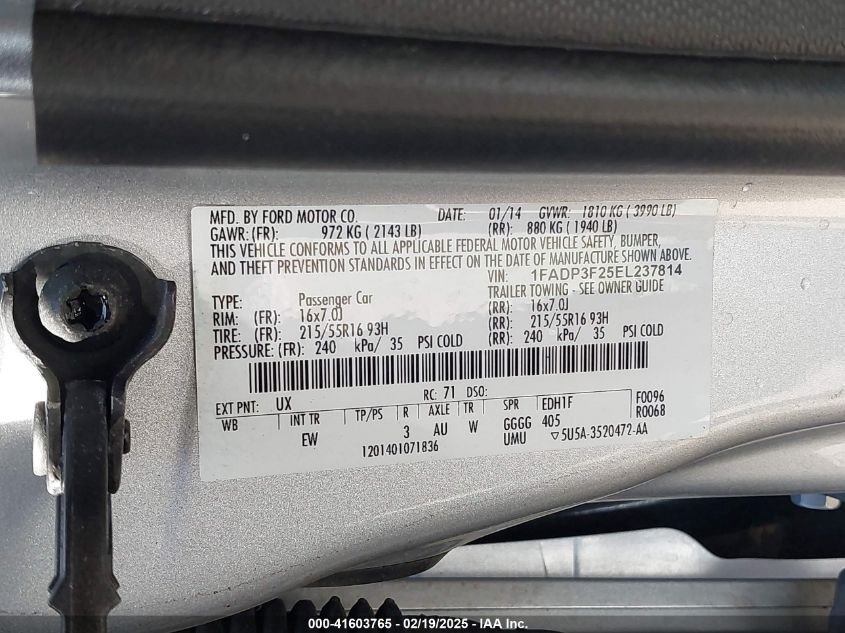 MFD. BY FORD MOTOR CO. DATE: 01/14 GVWR: 1810 KG ( 3990 LB)
GAWR: (FR): 972 KG ( 2143 LB) (RR): 880 KG ( 1940 LB)
THIS VEHICLE CONFORMS TO ALL APPLICABLE FEDERAL MOTOR VEHICLE SAFETY, BUMPER,
AND THEFT PREVENTION STANDARDS IN EFFECT ON THE DATE OF MANUFACTURE SHOWN ABOVE.
VIN: 1FADP3F25EL237814
TYPE: Passenger Car TRAILER TOWING - SEE OWNER GUIDE
RIM: (FR): 16x7.0J (RR): 16x7.0J
TIRE: (FR): 215/55R16 93H (RR): 215/55R16 93H
PRESSURE: (FR): 240 kPa/ 35 PSI COLD (RR): 240 kPa/ 35 PSI COLD
EXT PNT: UX RC: 71 DSO:
WB INT TR TP/PS R AXLE TR SPR EDH1F F0096
EW 3 AU W GGGG 405 R0068
1201401071836 UMU ▽5U5A-3520472-AA
000-41603765 - 02/19/2025 - IAA Inc.